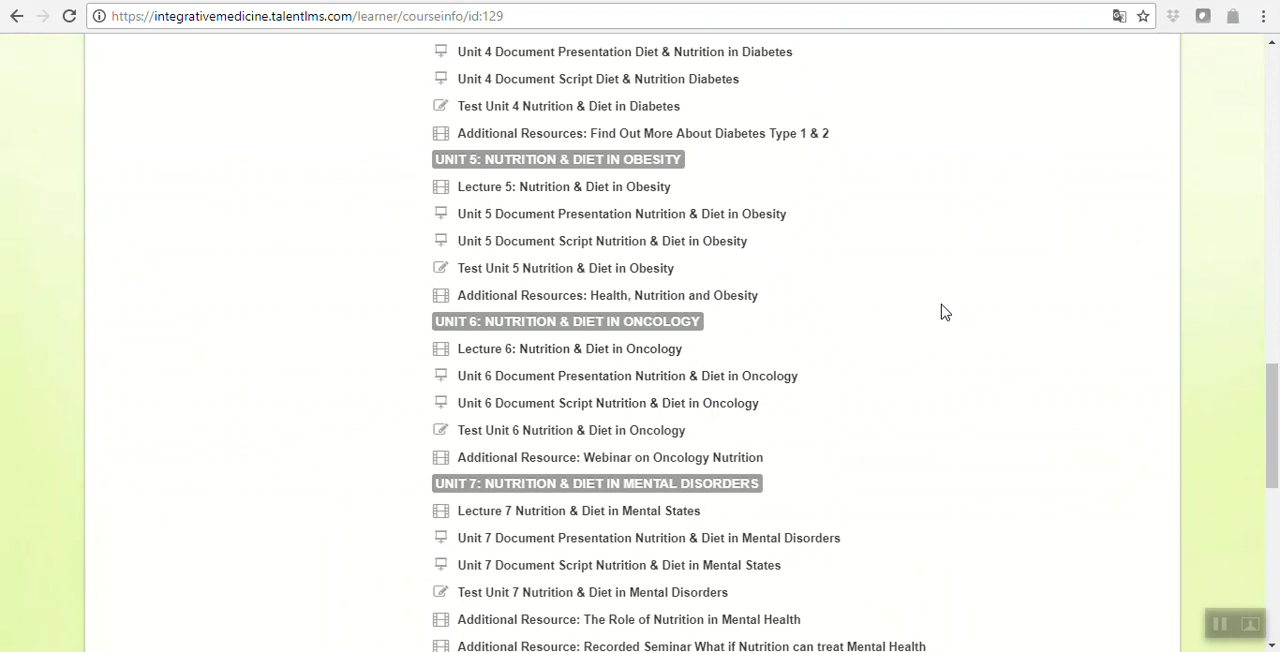 https://integrativemedicine.talentlms.com/learner/courseinfo/id:129
Unit 4 Document Presentation Diet & Nutrition in Diabetes
Unit 4 Document Script Diet & Nutrition Diabetes
Test Unit 4 Nutrition & Diet in Diabetes
Additional Resources: Find Out More About Diabetes Type 1 & 2
UNIT 5: NUTRITION & DIET IN OBESITY
Lecture 5: Nutrition & Diet in Obesity
Unit 5 Document Presentation Nutrition & Diet in Obesity
Unit 5 Document Script Nutrition & Diet in Obesity
Test Unit 5 Nutrition & Diet in Obesity
Additional Resources: Health, Nutrition and Obesity
UNIT 6: NUTRITION & DIET IN ONCOLOGY
Lecture 6: Nutrition & Diet in Oncology
Unit 6 Document Presentation Nutrition & Diet in Oncology
Unit 6 Document Script Nutrition & Diet in Oncology
Test Unit 6 Nutrition & Diet in Oncology
Additional Resource: Webinar on Oncology Nutrition
UNIT 7: NUTRITION & DIET IN MENTAL DISORDERS
Lecture 7 Nutrition & Diet in Mental States
Unit 7 Document Presentation Nutrition & Diet in Mental Disorders
Unit 7 Document Script Nutrition & Diet in Mental States
Test Unit 7 Nutrition & Diet in Mental Disorders
Additional Resource: The Role of Nutrition in Mental Health
Additional Resource: Recorded Seminar What if Nutrition can treat Mental Health